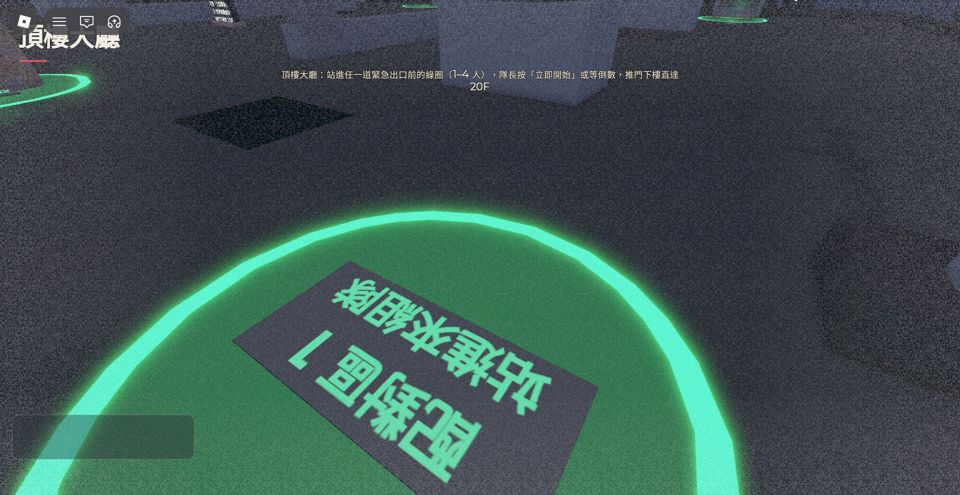 頂樓大廳
頂樓大廳：站進任一道緊急出口前的綠圈（1–4 人），隊長按「立即開始」或等倒數，推門下樓直達
20F
配對區 1
站進來組隊